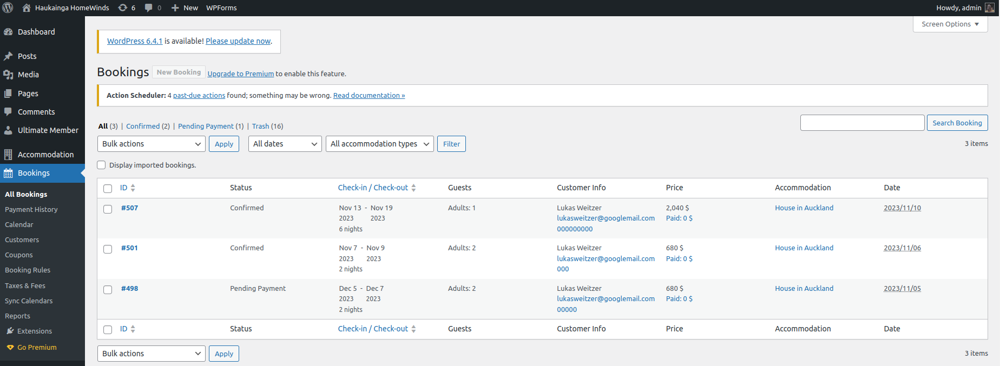 Haukainga HomeWinds 6 0 New WPForms Howdy, admin
Screen Options
Dashboard
Posts
Media
Pages
Comments
Ultimate Member
Accommodation
Bookings
All Bookings
Payment History
Calendar
Customers
Coupons
Booking Rules
Taxes & Fees
Sync Calendars
Reports
Extensions
Go Premium
WordPress 6.4.1 is available! Please update now.
Bookings New Booking Upgrade to Premium to enable this feature.
Action Scheduler: 4 past-due actions found; something may be wrong. Read documentation »
All (3) | Confirmed (2) | Pending Payment (1) | Trash (16)
Search Booking
Bulk actions Apply All dates All accommodation types Filter 3 items
Display imported bookings.
ID Status Check-in / Check-out Guests Customer Info Price Accommodation Date
#507 Confirmed Nov 13 - Nov 19 Adults: 1 Lukas Weitzer 2,040 $ House in Auckland 2023/11/10
2023 2023 lukasweitzer@googlemail.com Paid: 0 $
6 nights 000000000
#501 Confirmed Nov 7 - Nov 9 Adults: 2 Lukas Weitzer 680 $ House in Auckland 2023/11/06
2023 2023 lukasweitzer@googlemail.com Paid: 0 $
2 nights 000
#498 Pending Payment Dec 5 - Dec 7 Adults: 2 Lukas Weitzer 680 $ House in Auckland 2023/11/05
2023 2023 lukasweitzer@googlemail.com Paid: 0 $
2 nights 00000
ID Status Check-in / Check-out Guests Customer Info Price Accommodation Date
Bulk actions Apply 3 items